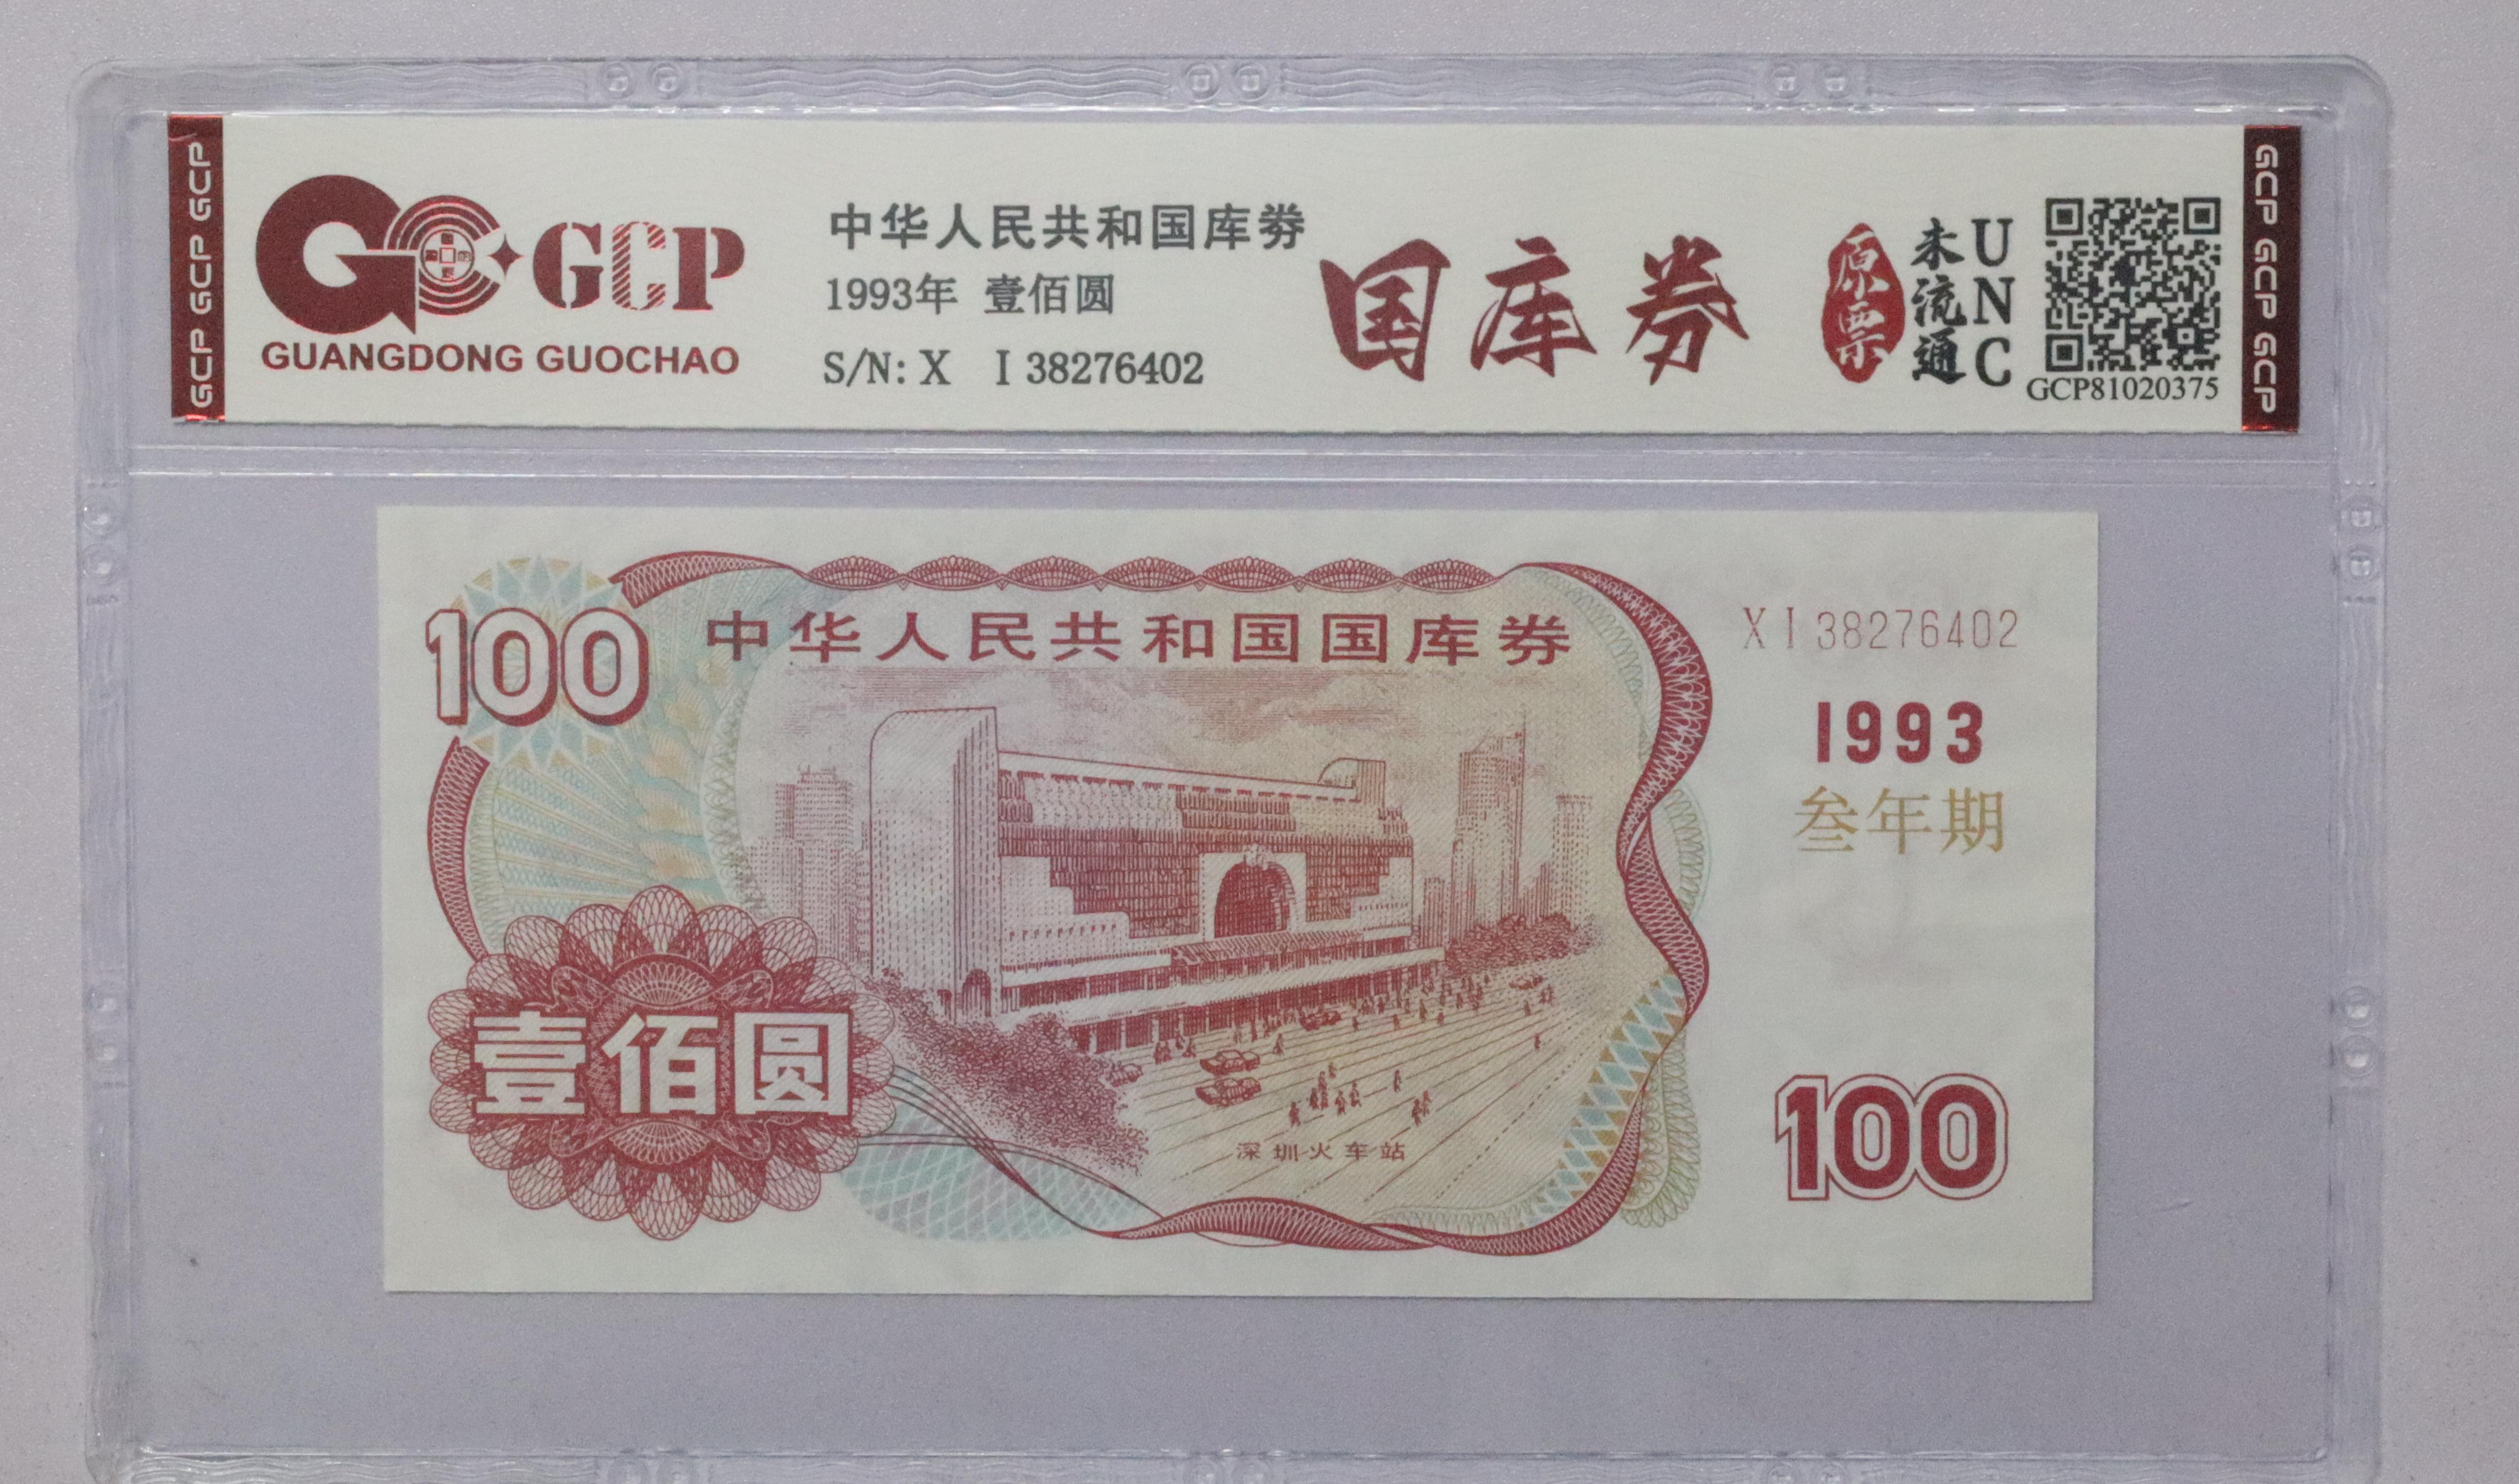 GCP GCP GCP
GCP
GUANGDONG GUOCHAO
中华人民共和国库券
1993年 壹佰圆
S/N: X I 38276402
国库券
原票
未流通
UNC
GCP81020375
GCP GCP GCP
100
中华人民共和国国库券
X I 38276402
1993
叁年期
壹佰圆
深圳火车站
100